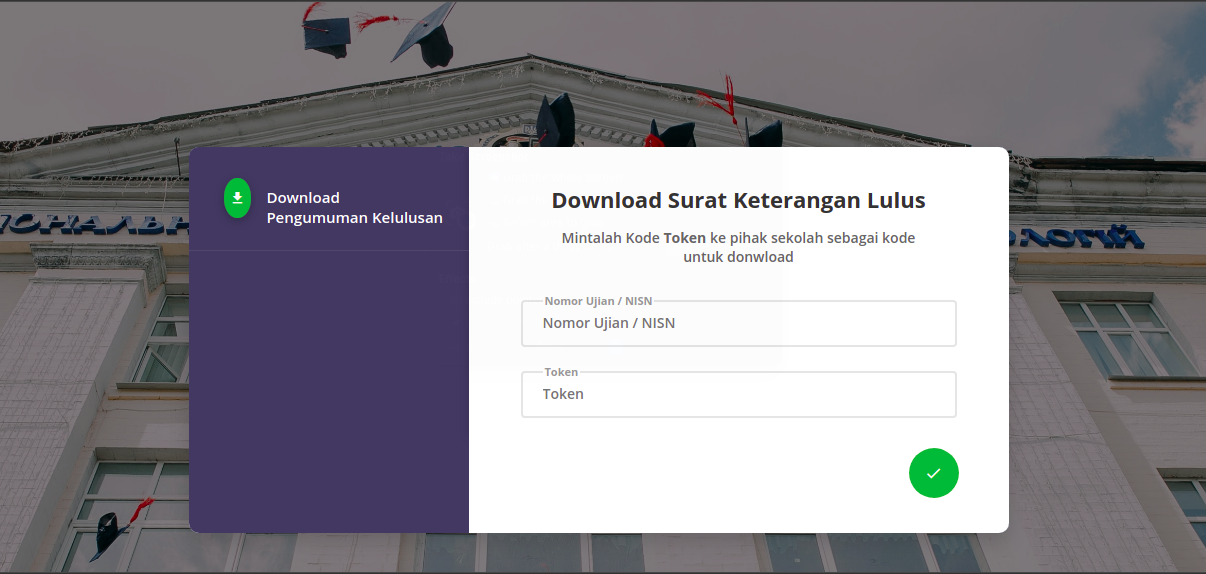 Download
Pengumuman Kelulusan
Download Surat Keterangan Lulus
Mintalah Kode Token ke pihak sekolah sebagai kode
untuk donwload
Nomor Ujian / NISN
Nomor Ujian / NISN
Token
Token